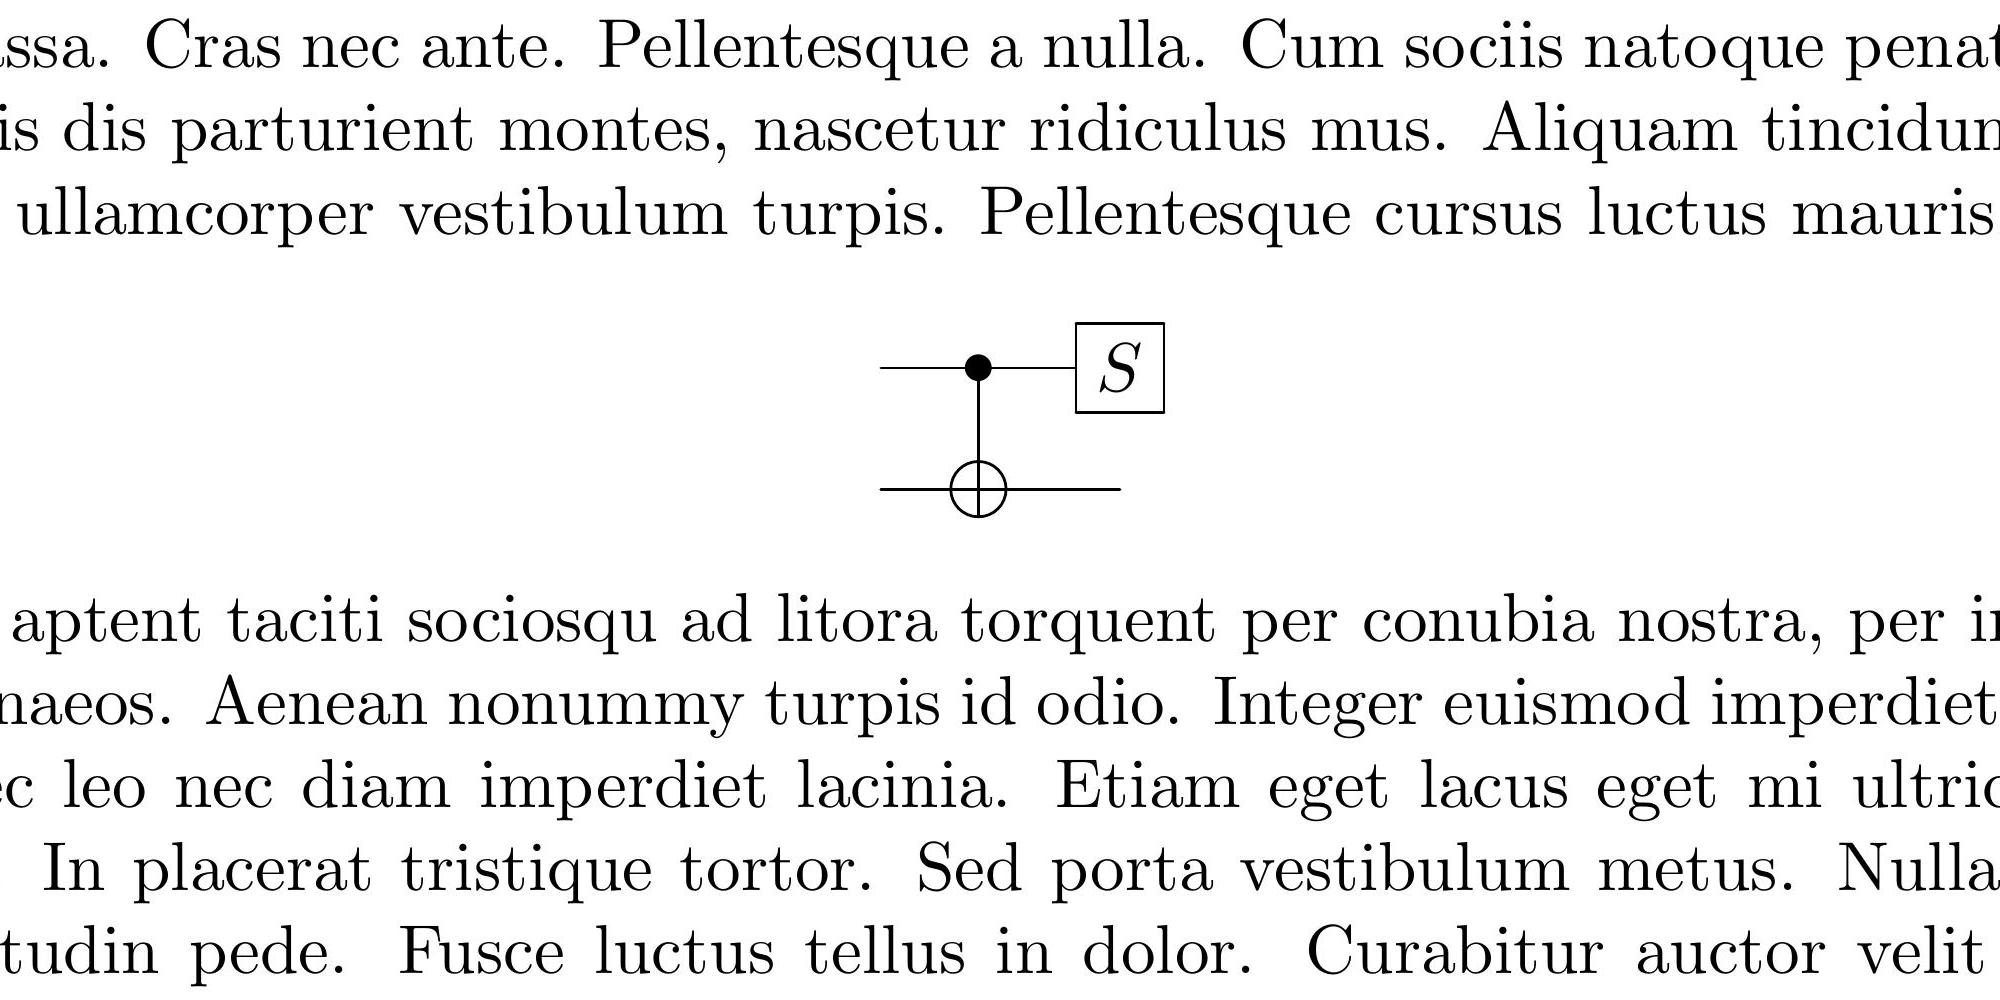 ssa. Cras nec ante. Pellentesque a nulla. Cum sociis natoque penat
is dis parturient montes, nascetur ridiculus mus. Aliquam tincidun
ullamcorper vestibulum turpis. Pellentesque cursus luctus mauris
S
aptent taciti sociosqu ad litora torquent per conubia nostra, per in
naeos. Aenean nonummy turpis id odio. Integer euismod imperdiet
c leo nec diam imperdiet lacinia. Etiam eget lacus eget mi ultric
In placerat tristique tortor. Sed porta vestibulum metus. Nulla
tudin pede. Fusce luctus tellus in dolor. Curabitur auctor velit